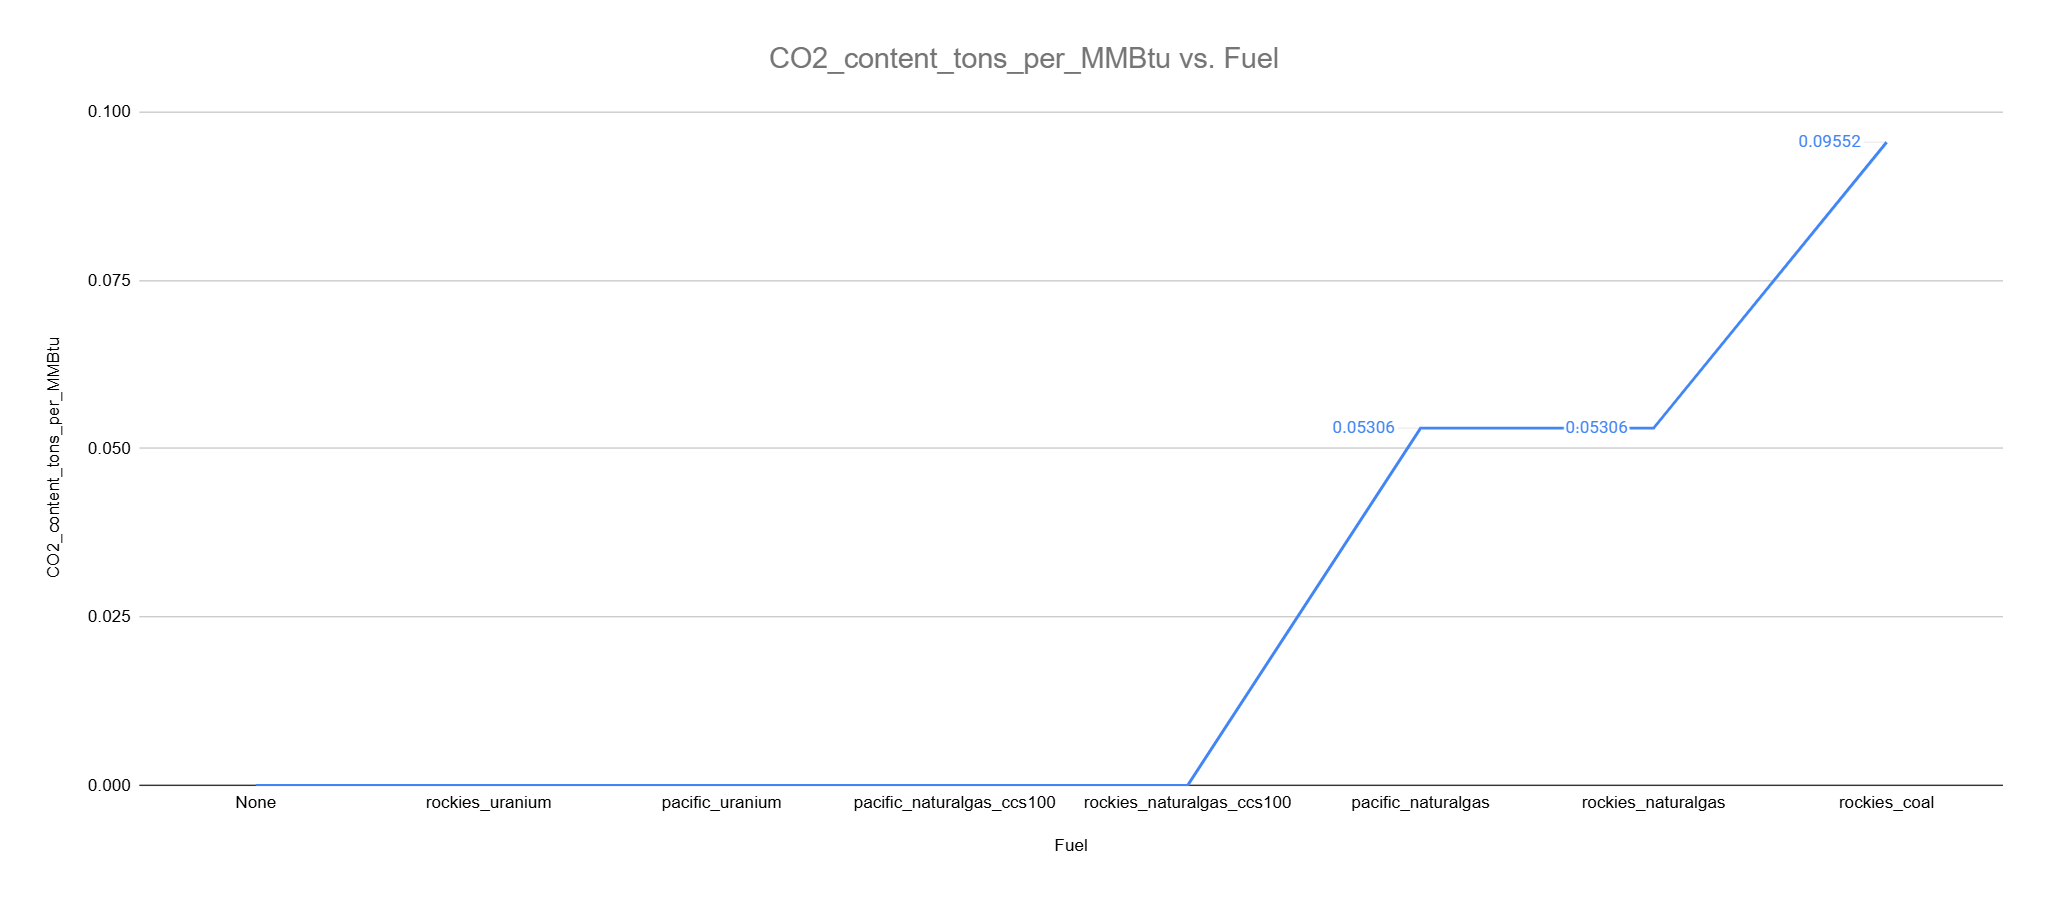 CO2_content_tons_per_MMBtu vs. Fuel
0.100
0.075
0.050
0.025
0.000
CO2_content_tons_per_MMBtu
0.05306
0.05306
0.09552
None
rockies_uranium
pacific_uranium
pacific_naturalgas_ccs100
rockies_naturalgas_ccs100
pacific_naturalgas
rockies_naturalgas
rockies_coal
Fuel